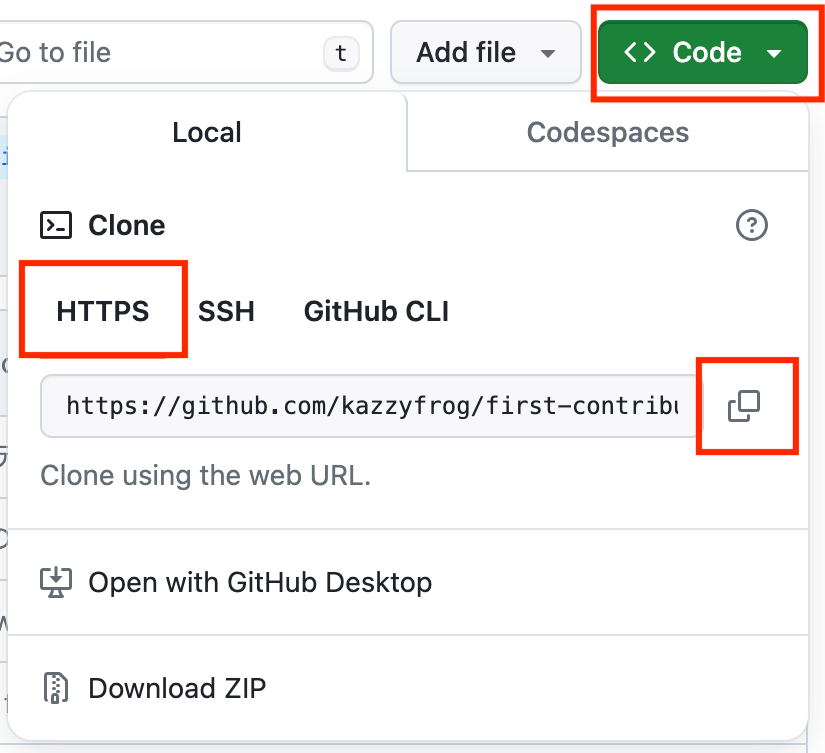 Go to file
t
Add file
Code
Local
Codespaces
Clone
HTTPS
SSH
GitHub CLI
https://github.com/kazzyfrog/first-contribu
Clone using the web URL.
Open with GitHub Desktop
Download ZIP